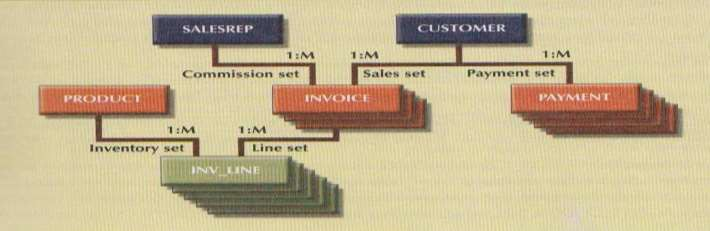 SALESREP
CUSTOMER
1:M
1:M
1:M
Commission set
Sales set
Payment set
PRODUCT
INVOICE
PAYMENT
1:M
1:M
Inventory set
Line set
INV_LINE